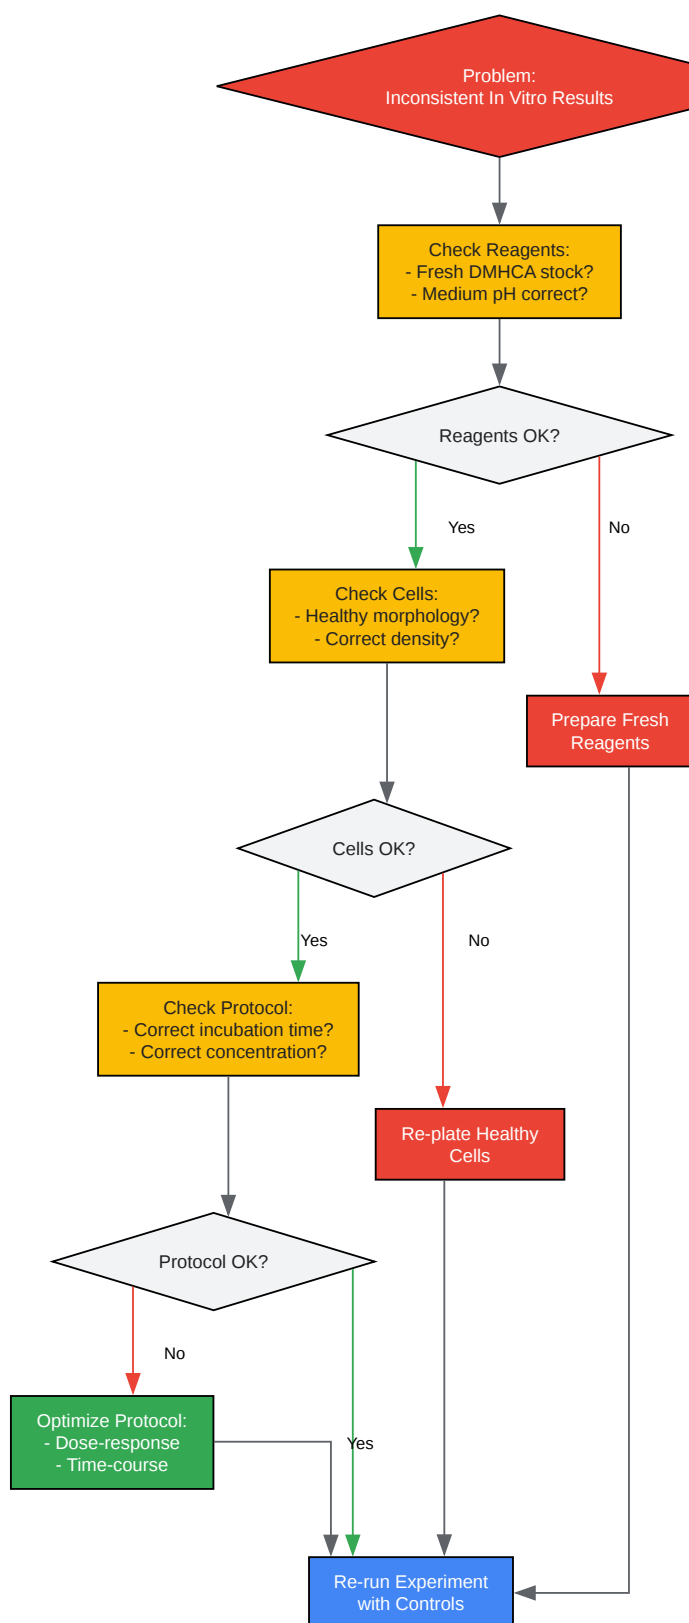 Problem:
Inconsistent In Vitro Results
Check Reagents:
- Fresh DMHCA stock?
- Medium pH correct?
Reagents OK?
Yes
No
Check Cells:
- Healthy morphology?
- Correct density?
Prepare Fresh
Reagents
Cells OK?
Yes
No
Check Protocol:
- Correct incubation time?
- Correct concentration?
Re-plate Healthy
Cells
Protocol OK?
No
Optimize Protocol:
- Dose-response
- Time-course
Yes
Re-run Experiment
with Controls